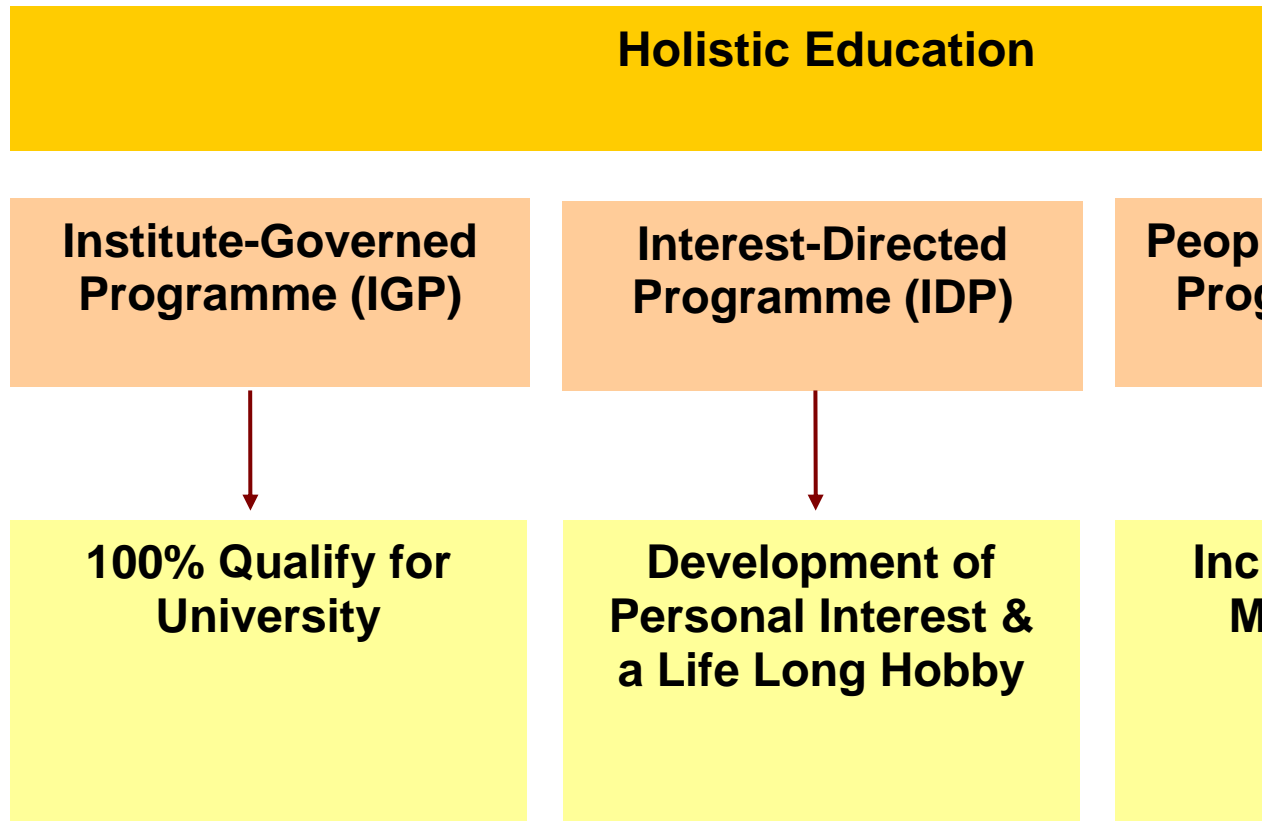 Holistic Education
Institute-Governed
Programme (IGP)
Interest-Directed
Programme (IDP)
100% Qualify for
University
Development of
Personal Interest &
a Life Long Hobby